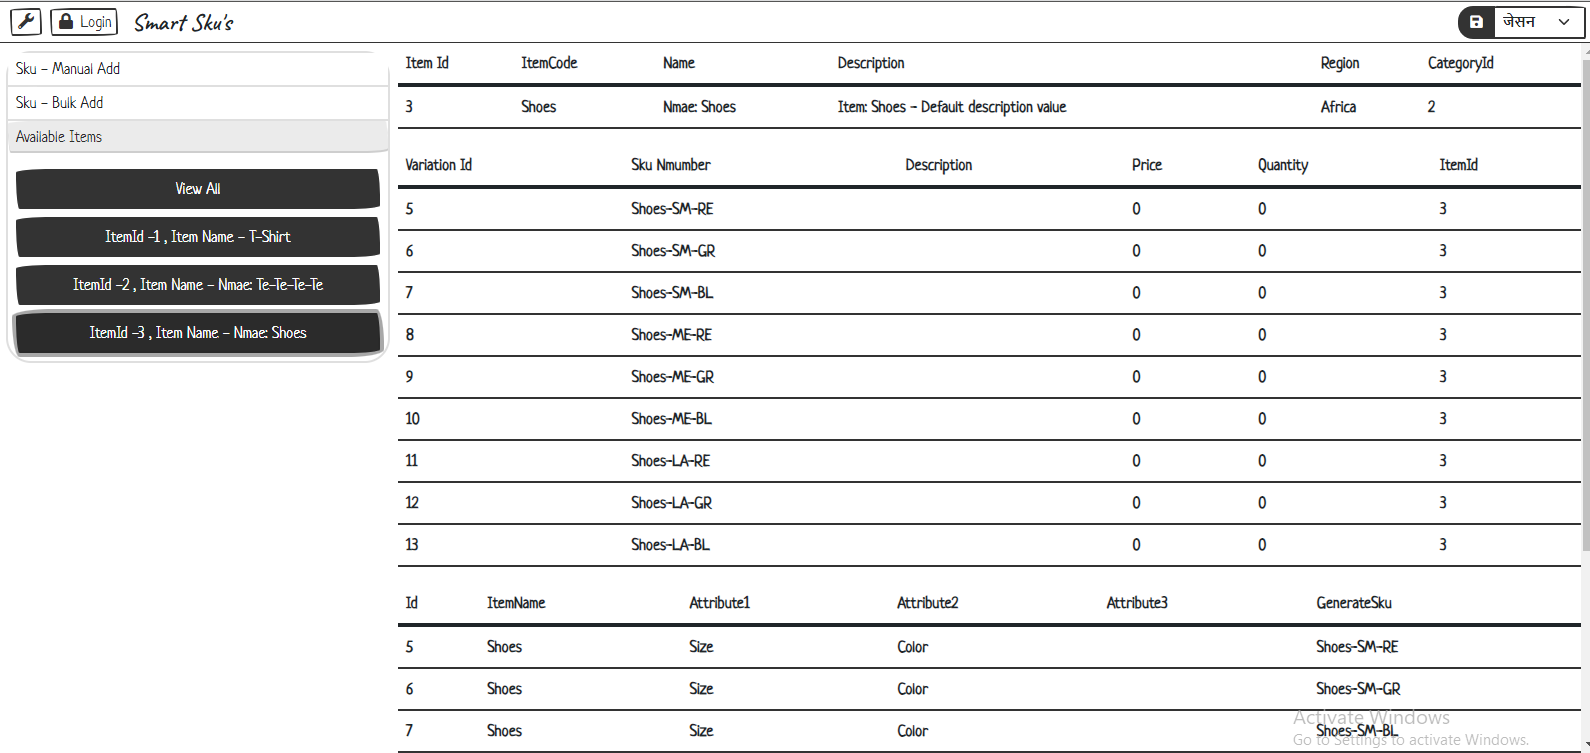 Login Smart Sku's जेसन
Sku - Manual Add
Sku - Bulk Add
Available Items
View All
ItemId -1 , Item Name - T-Shirt
ItemId -2 , Item Name - Nmae: Te-Te-Te-Te
ItemId -3 , Item Name - Nmae: Shoes
Item Id ItemCode Name Description Region CategoryId
3 Shoes Nmae: Shoes Item: Shoes - Default description value Africa 2
Variation Id Sku Nmumber Description Price Quantity ItemId
5 Shoes-SM-RE 0 0 3
6 Shoes-SM-GR 0 0 3
7 Shoes-SM-BL 0 0 3
8 Shoes-ME-RE 0 0 3
9 Shoes-ME-GR 0 0 3
10 Shoes-ME-BL 0 0 3
11 Shoes-LA-RE 0 0 3
12 Shoes-LA-GR 0 0 3
13 Shoes-LA-BL 0 0 3
Id ItemName Attribute1 Attribute2 Attribute3 GenerateSku
5 Shoes Size Color Shoes-SM-RE
6 Shoes Size Color Shoes-SM-GR
7 Shoes Size Color Shoes-SM-BL
Activate Windows
Go to Settings to activate Windows.